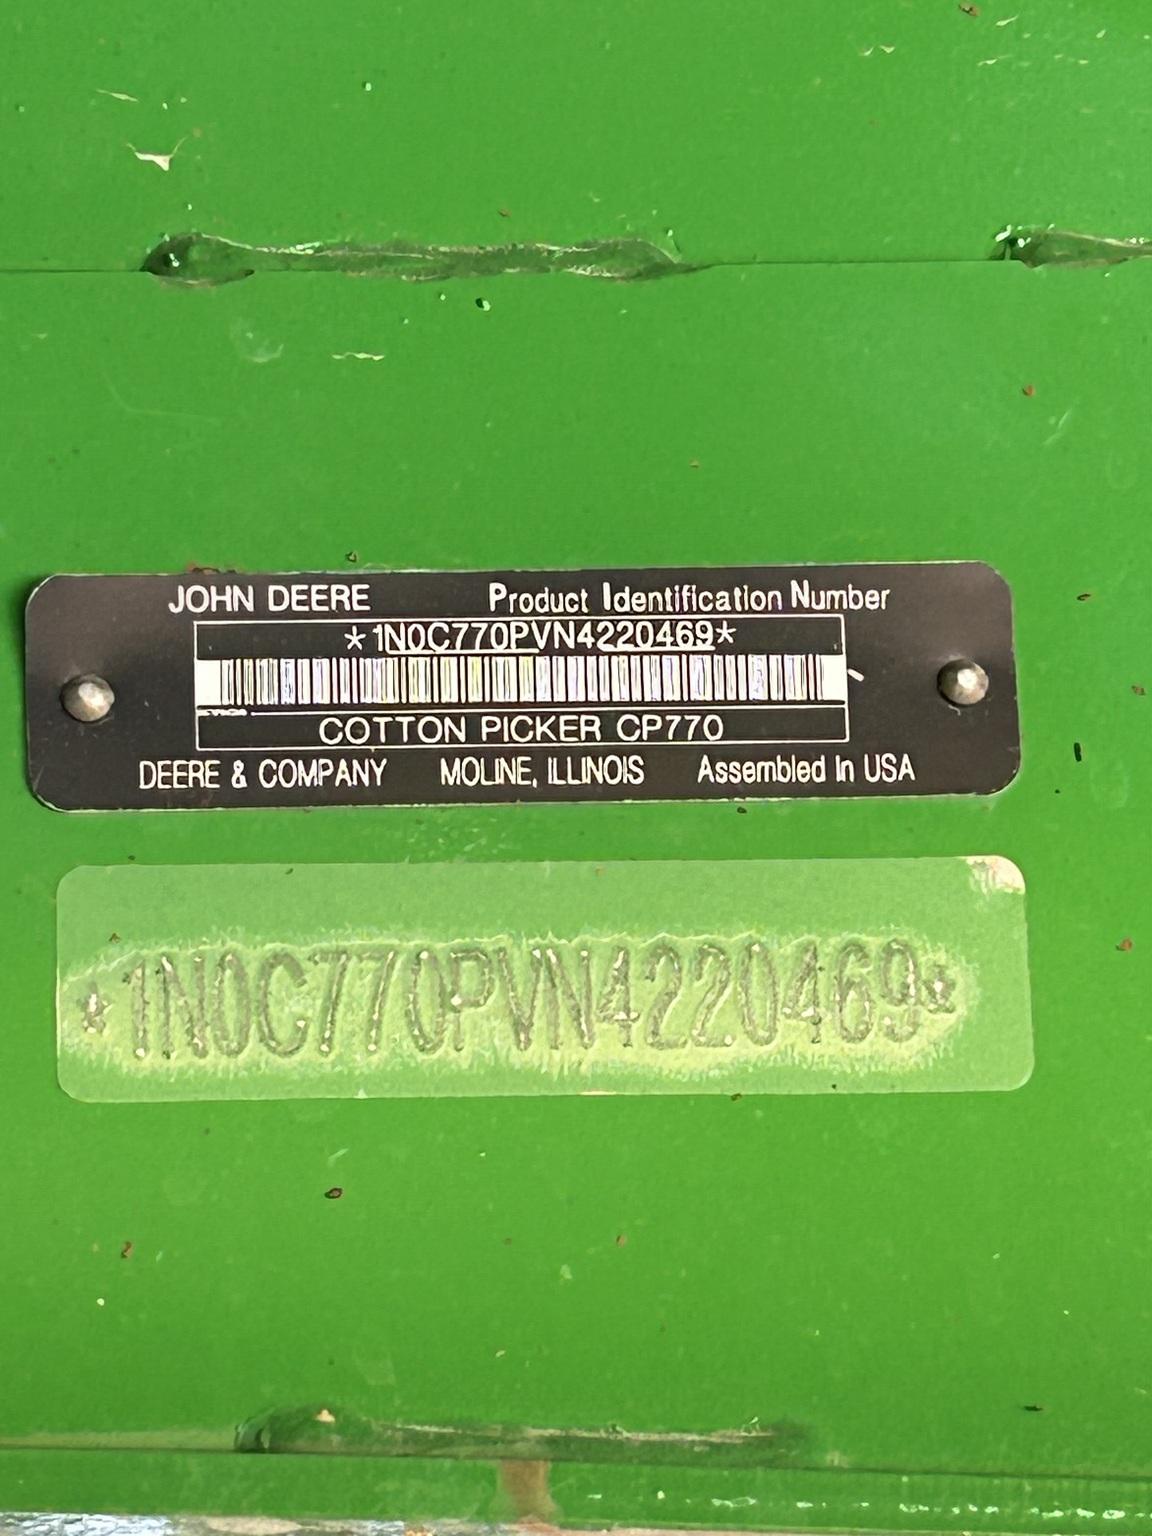 JOHN DEERE Product Identification Number
*1N0C770PVN4220469*
COTTON PICKER CP770
DEERE & COMPANY MOLINE, ILLINOIS Assembled in USA
*1N0C770PVN4220469*